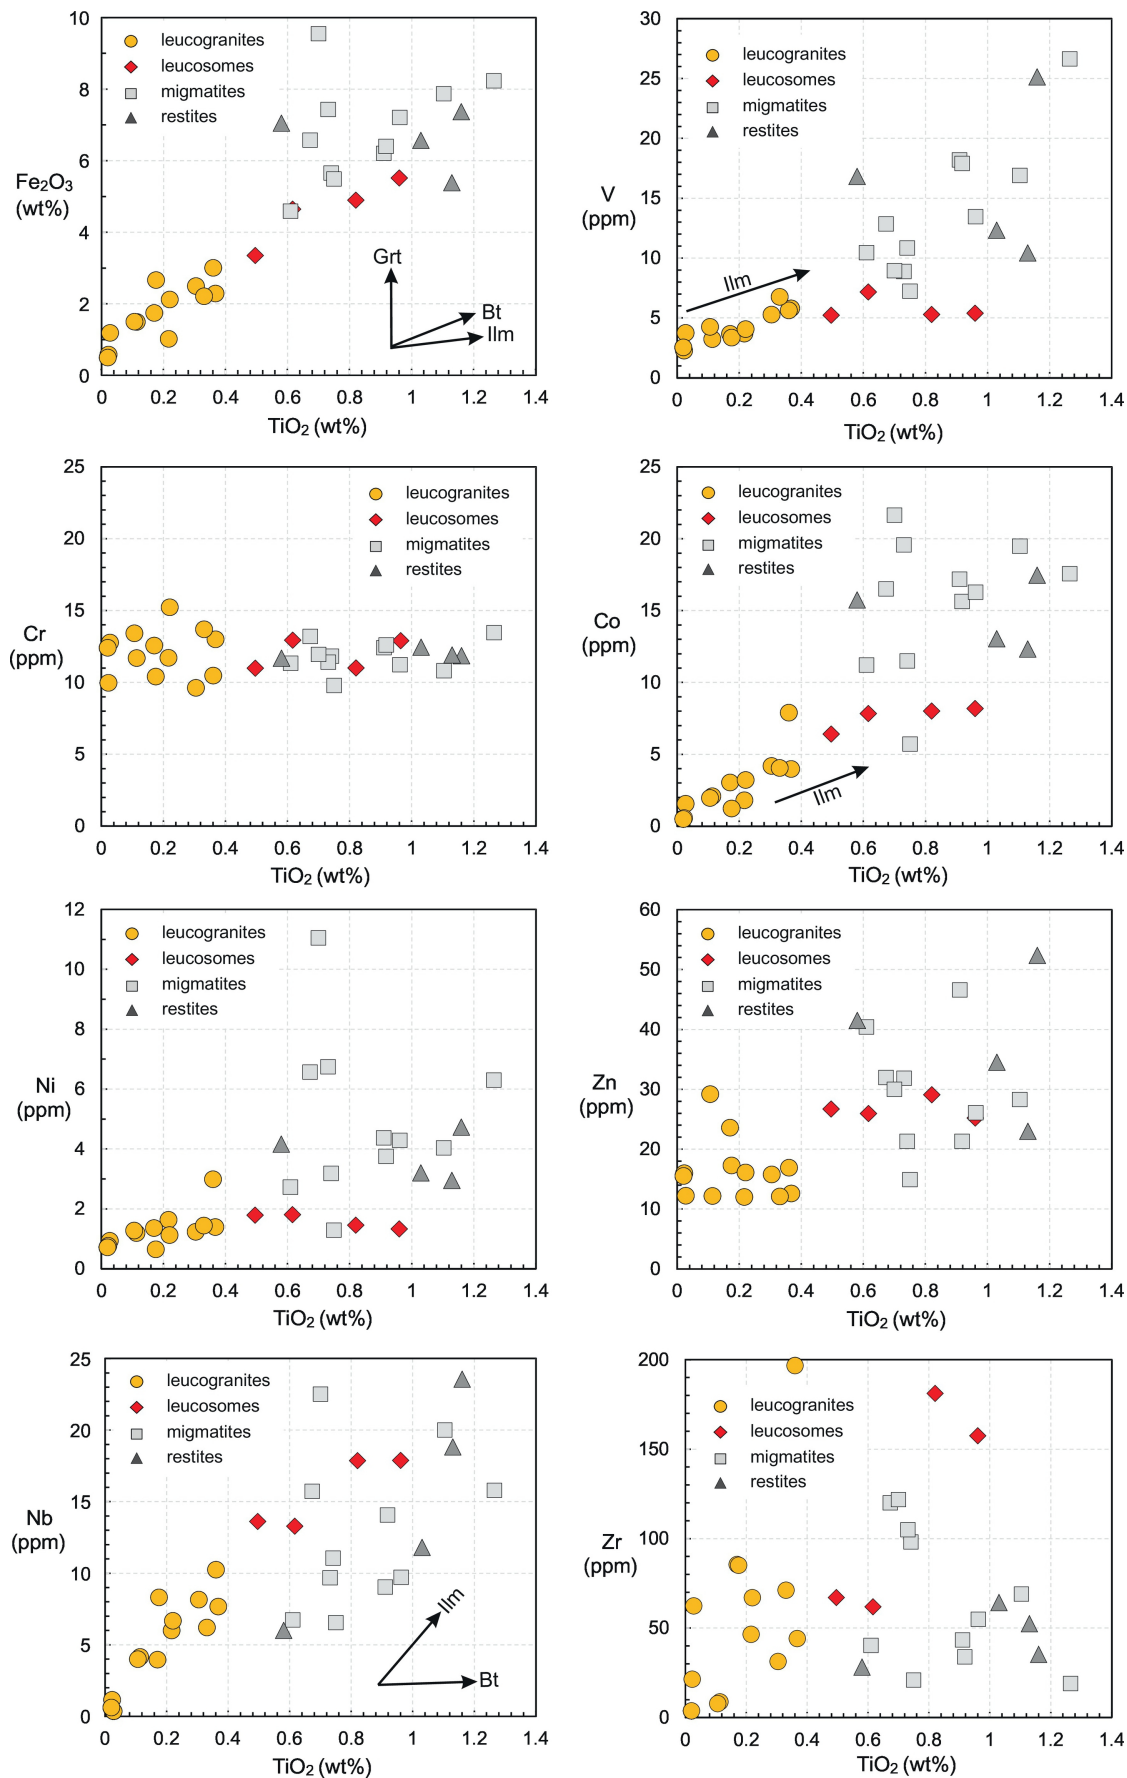 10
8
6
4
2
0
Fe₂O₃
(wt%)
leucogranites
leucosomes
migmatites
restites
Grt
Bt
Ilm
0 0.2 0.4 0.6 0.8 1 1.2 1.4
TiO₂ (wt%)
30
25
20
15
10
5
0
V
(ppm)
leucogranites
leucosomes
migmatites
restites
Ilm
0 0.2 0.4 0.6 0.8 1 1.2 1.4
TiO₂ (wt%)
25
20
15
10
5
0
Cr
(ppm)
leucogranites
leucosomes
migmatites
restites
0 0.2 0.4 0.6 0.8 1 1.2 1.4
TiO₂ (wt%)
25
20
15
10
5
0
Co
(ppm)
leucogranites
leucosomes
migmatites
restites
Ilm
0 0.2 0.4 0.6 0.8 1 1.2 1.4
TiO₂ (wt%)
12
10
8
6
4
2
0
Ni
(ppm)
leucogranites
leucosomes
migmatites
restites
0 0.2 0.4 0.6 0.8 1 1.2 1.4
TiO₂ (wt%)
60
50
40
30
20
10
0
Zn
(ppm)
leucogranites
leucosomes
migmatites
restites
0 0.2 0.4 0.6 0.8 1 1.2 1.4
TiO₂ (wt%)
25
20
15
10
5
0
Nb
(ppm)
leucogranites
leucosomes
migmatites
restites
Ilm
Bt
0 0.2 0.4 0.6 0.8 1 1.2 1.4
TiO₂ (wt%)
200
150
100
50
0
Zr
(ppm)
leucogranites
leucosomes
migmatites
restites
0 0.2 0.4 0.6 0.8 1 1.2 1.4
TiO₂ (wt%)